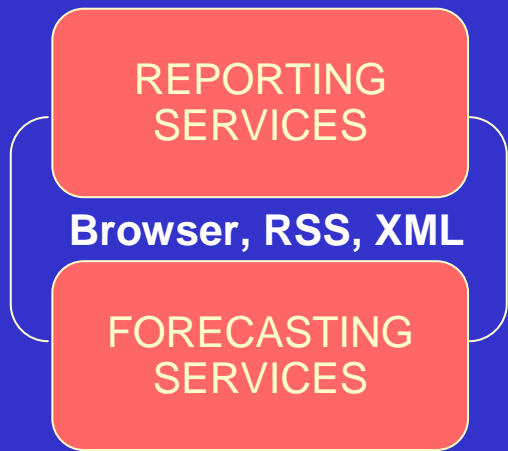 REPORTING
SERVICES
Browser, RSS, XML
FORECASTING
SERVICES